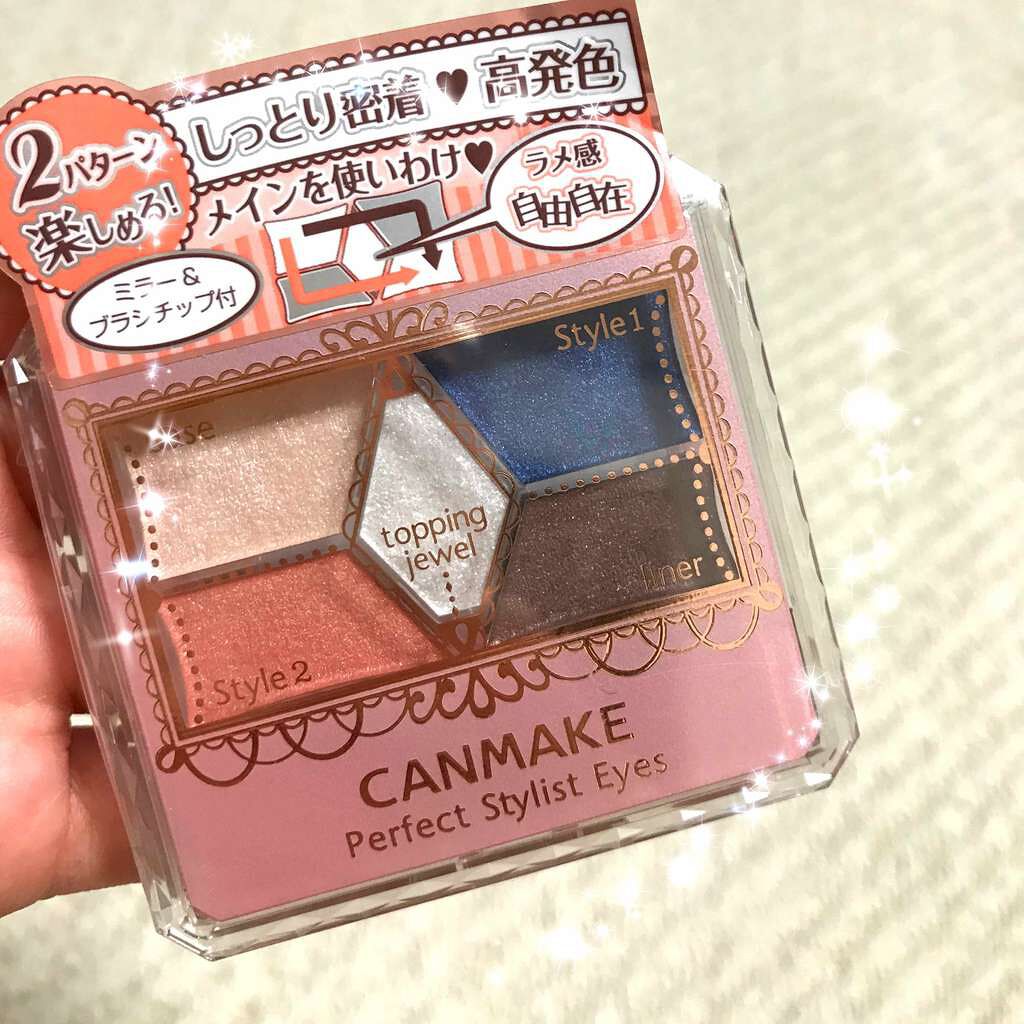 しっとり密着♥高発色
2パターン
楽しめる!
メインを使いわけ♥
ラメ感
自由自在
ミラー&
ブラシチップ付
Style1
topping
jewel
liner
Style2
CANMAKE
Perfect Stylist Eyes